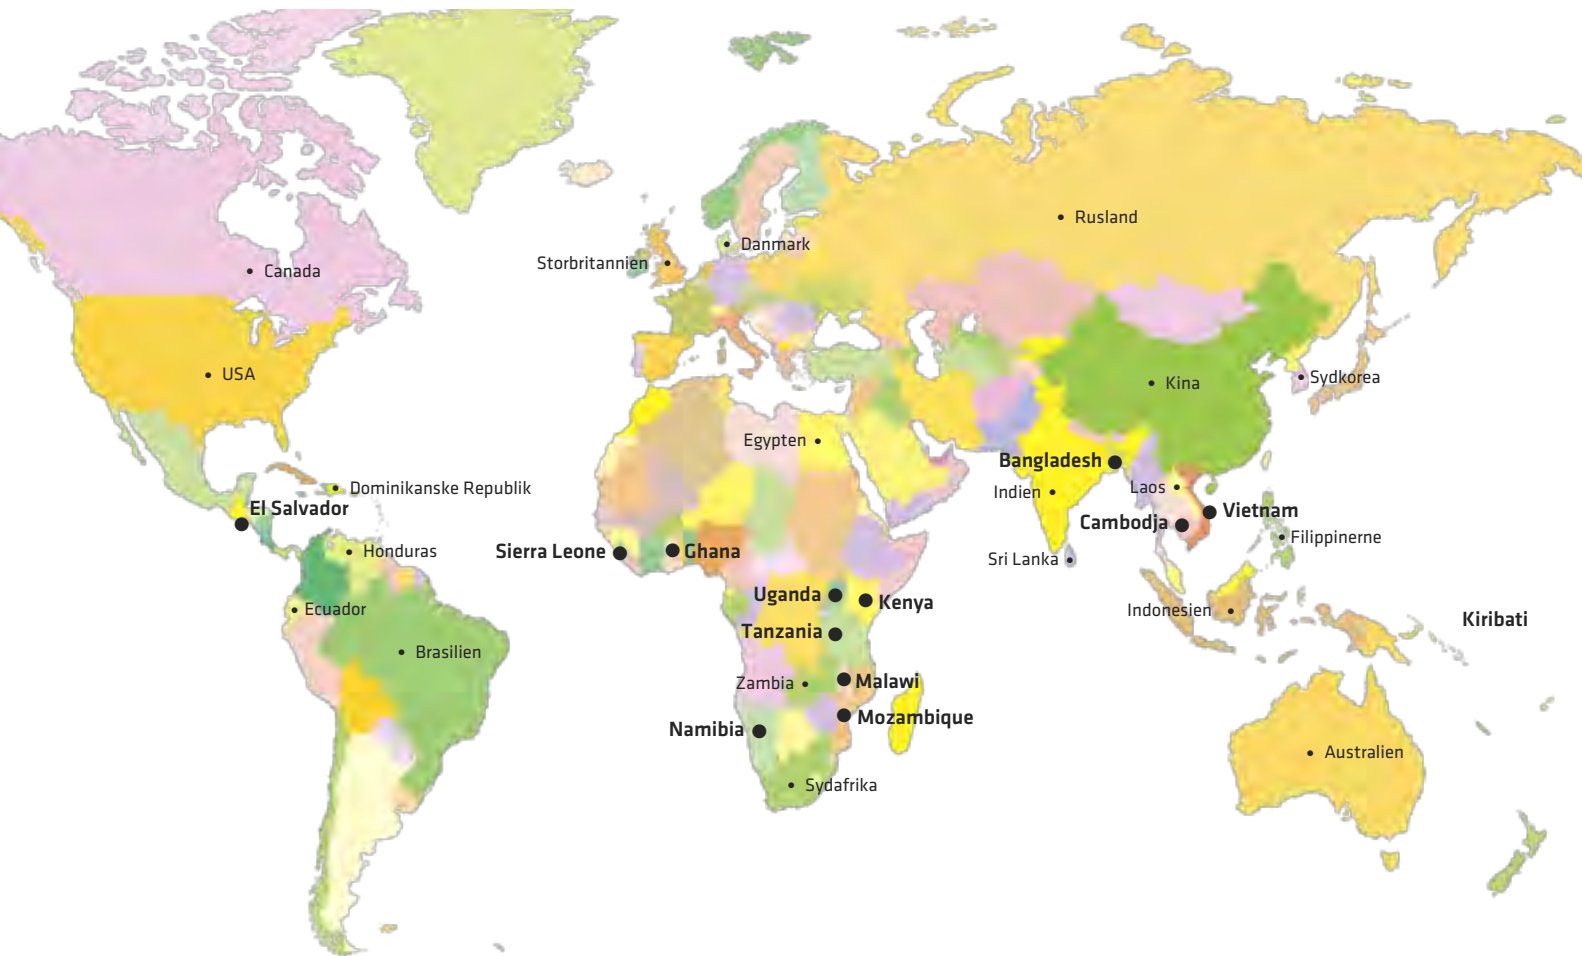 Rusland
Danmark
Storbritannien
Canada
USA
Sydkorea
Kina
Egypten
Bangladesh
Dominikanske Republik
Laos
Indien
El Salvador
Vietnam
Cambodja
Filippinerne
Honduras
Sierra Leone
Ghana
Sri Lanka
Uganda
Kenya
Ecuador
Indonesien
Kiribati
Tanzania
Brasilien
Zambia
Malawi
Mozambique
Namibia
Australien
Sydafrika